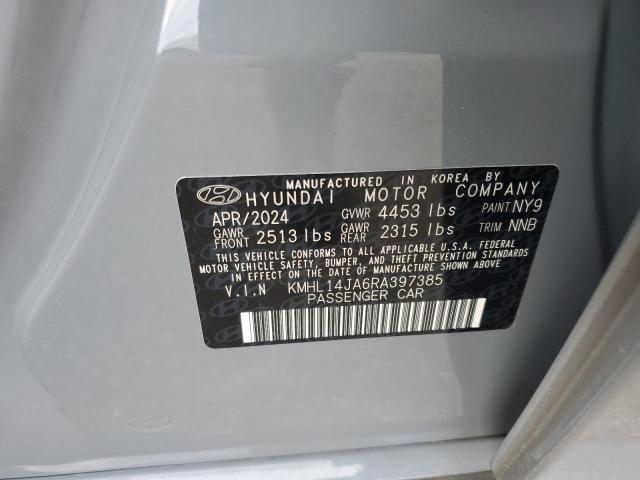 MANUFACTURED IN KOREA BY
HYUNDAI MOTOR COMPANY
APR/2024 GVWR 4453 lbs PAINT NY9
GAWR FRONT 2513 lbs GAWR REAR 2315 lbs TRIM NNB
THIS VEHICLE CONFORMS TO ALL APPLICABLE U.S.A. FEDERAL
MOTOR VEHICLE SAFETY, BUMPER, AND THEFT PREVENTION STANDARDS
IN EFFECT ON THE DATE OF MANUFACTURE SHOWN ABOVE.
V.I.N KMHL14JA6RA397385
PASSENGER CAR